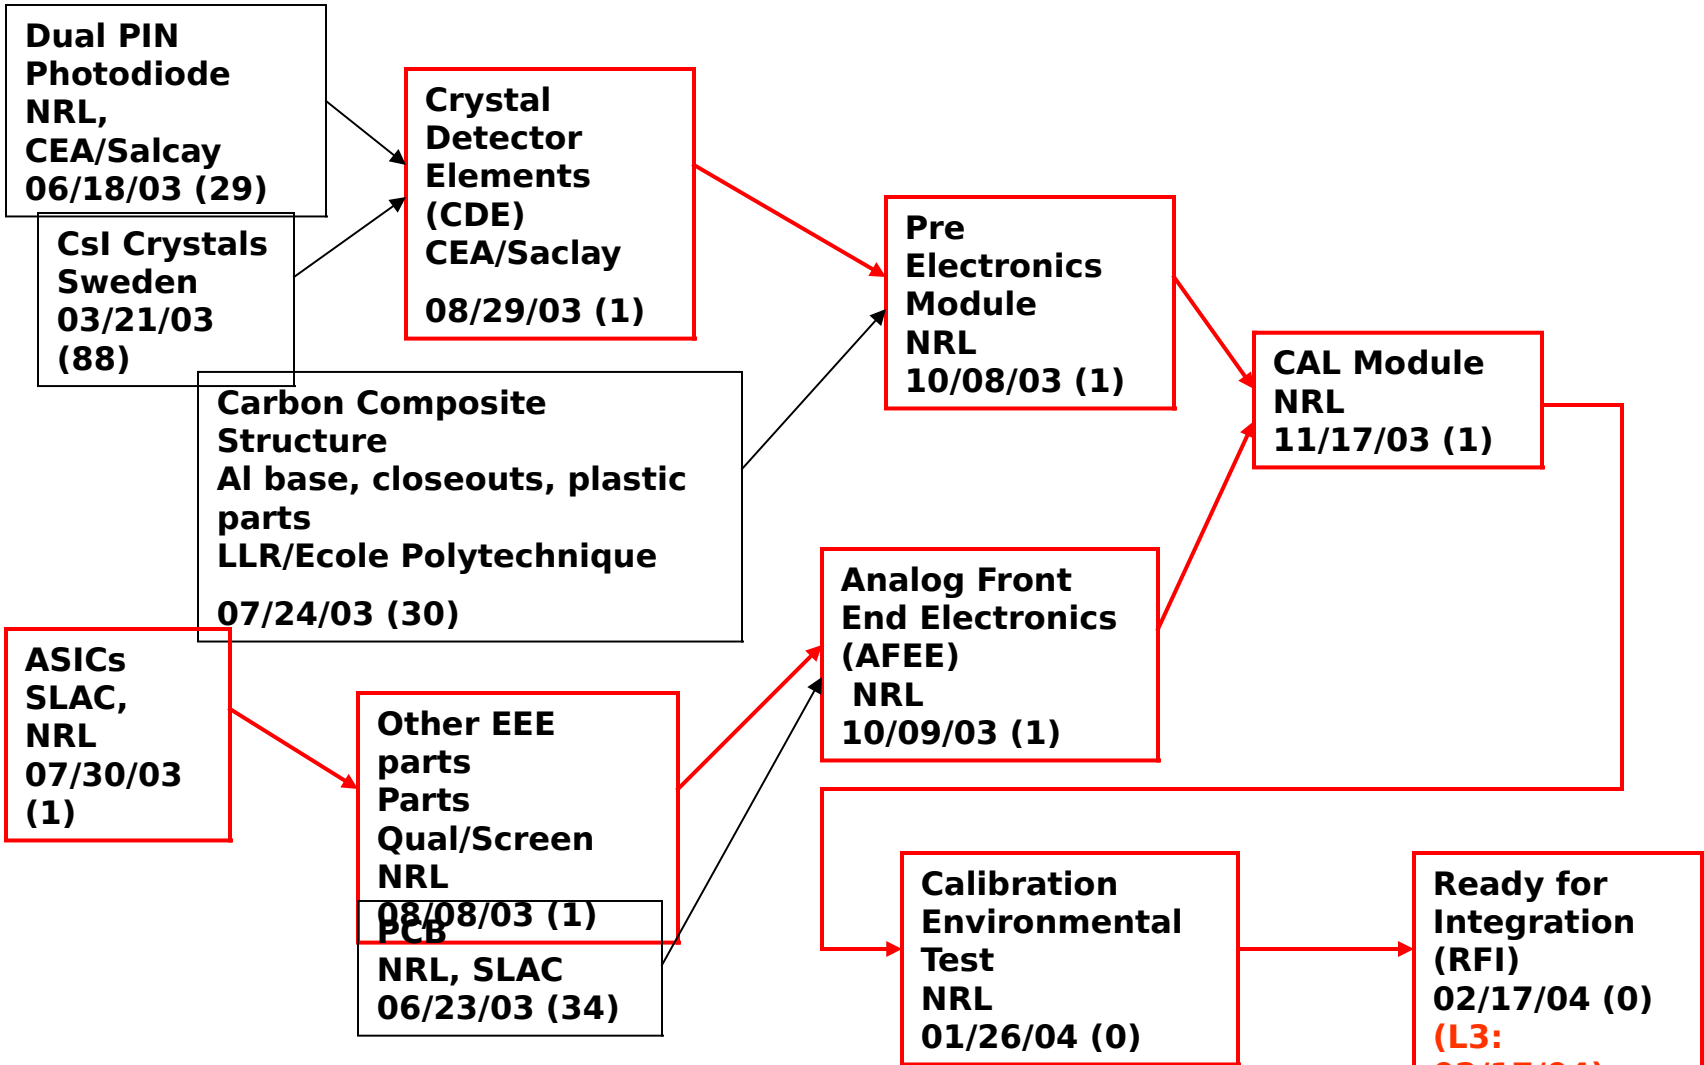 Dual PIN
Photodiode
NRL,
CEA/Salcay
06/18/03 (29)
CsI Crystals
Sweden
03/21/03
(88)
Crystal
Detector
Elements
(CDE)
CEA/Saclay
08/29/03 (1)
Carbon Composite
Structure
Al base, closeouts, plastic
parts
LLR/Ecole Polytechnique
07/24/03 (30)
Pre
Electronics
Module
NRL
10/08/03 (1)
CAL Module
NRL
11/17/03 (1)
ASICs
SLAC,
NRL
07/30/03
(1)
Other EEE
parts
Parts
Qual/Screen
NRL
08/08/03 (1)
PCB
NRL, SLAC
06/23/03 (34)
Analog Front
End Electronics
(AFEE)
NRL
10/09/03 (1)
Calibration
Environmental
Test
NRL
01/26/04 (0)
Ready for
Integration
(RFI)
02/17/04 (0)
(L3: